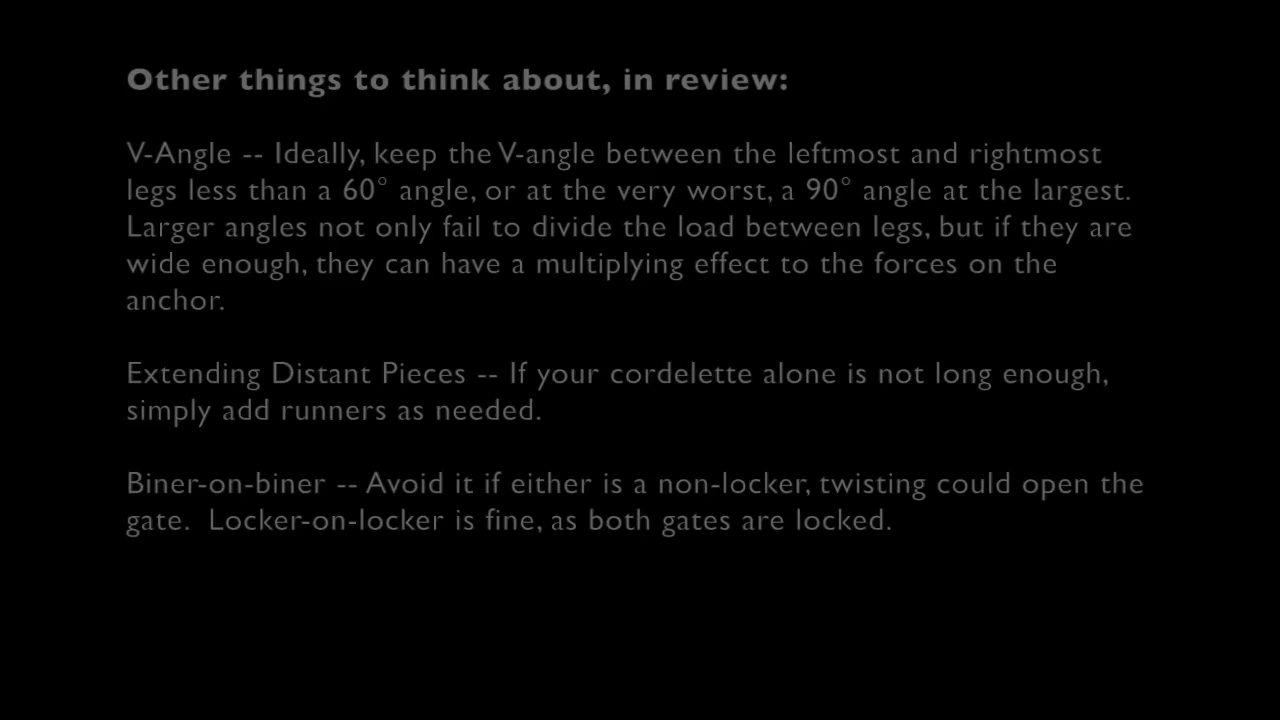 Other things to think about, in review:
V-Angle -- Ideally, keep the V-angle between the leftmost and rightmost
legs less than a 60° angle, or at the very worst, a 90° angle at the largest.
Larger angles not only fail to divide the load between legs, but if they are
wide enough, they can have a multiplying effect to the forces on the
anchor.
Extending Distant Pieces -- If your cordelette alone is not long enough,
simply add runners as needed.
Biner-on-biner -- Avoid it if either is a non-locker, twisting could open the
gate.  Locker-on-locker is fine, as both gates are locked.